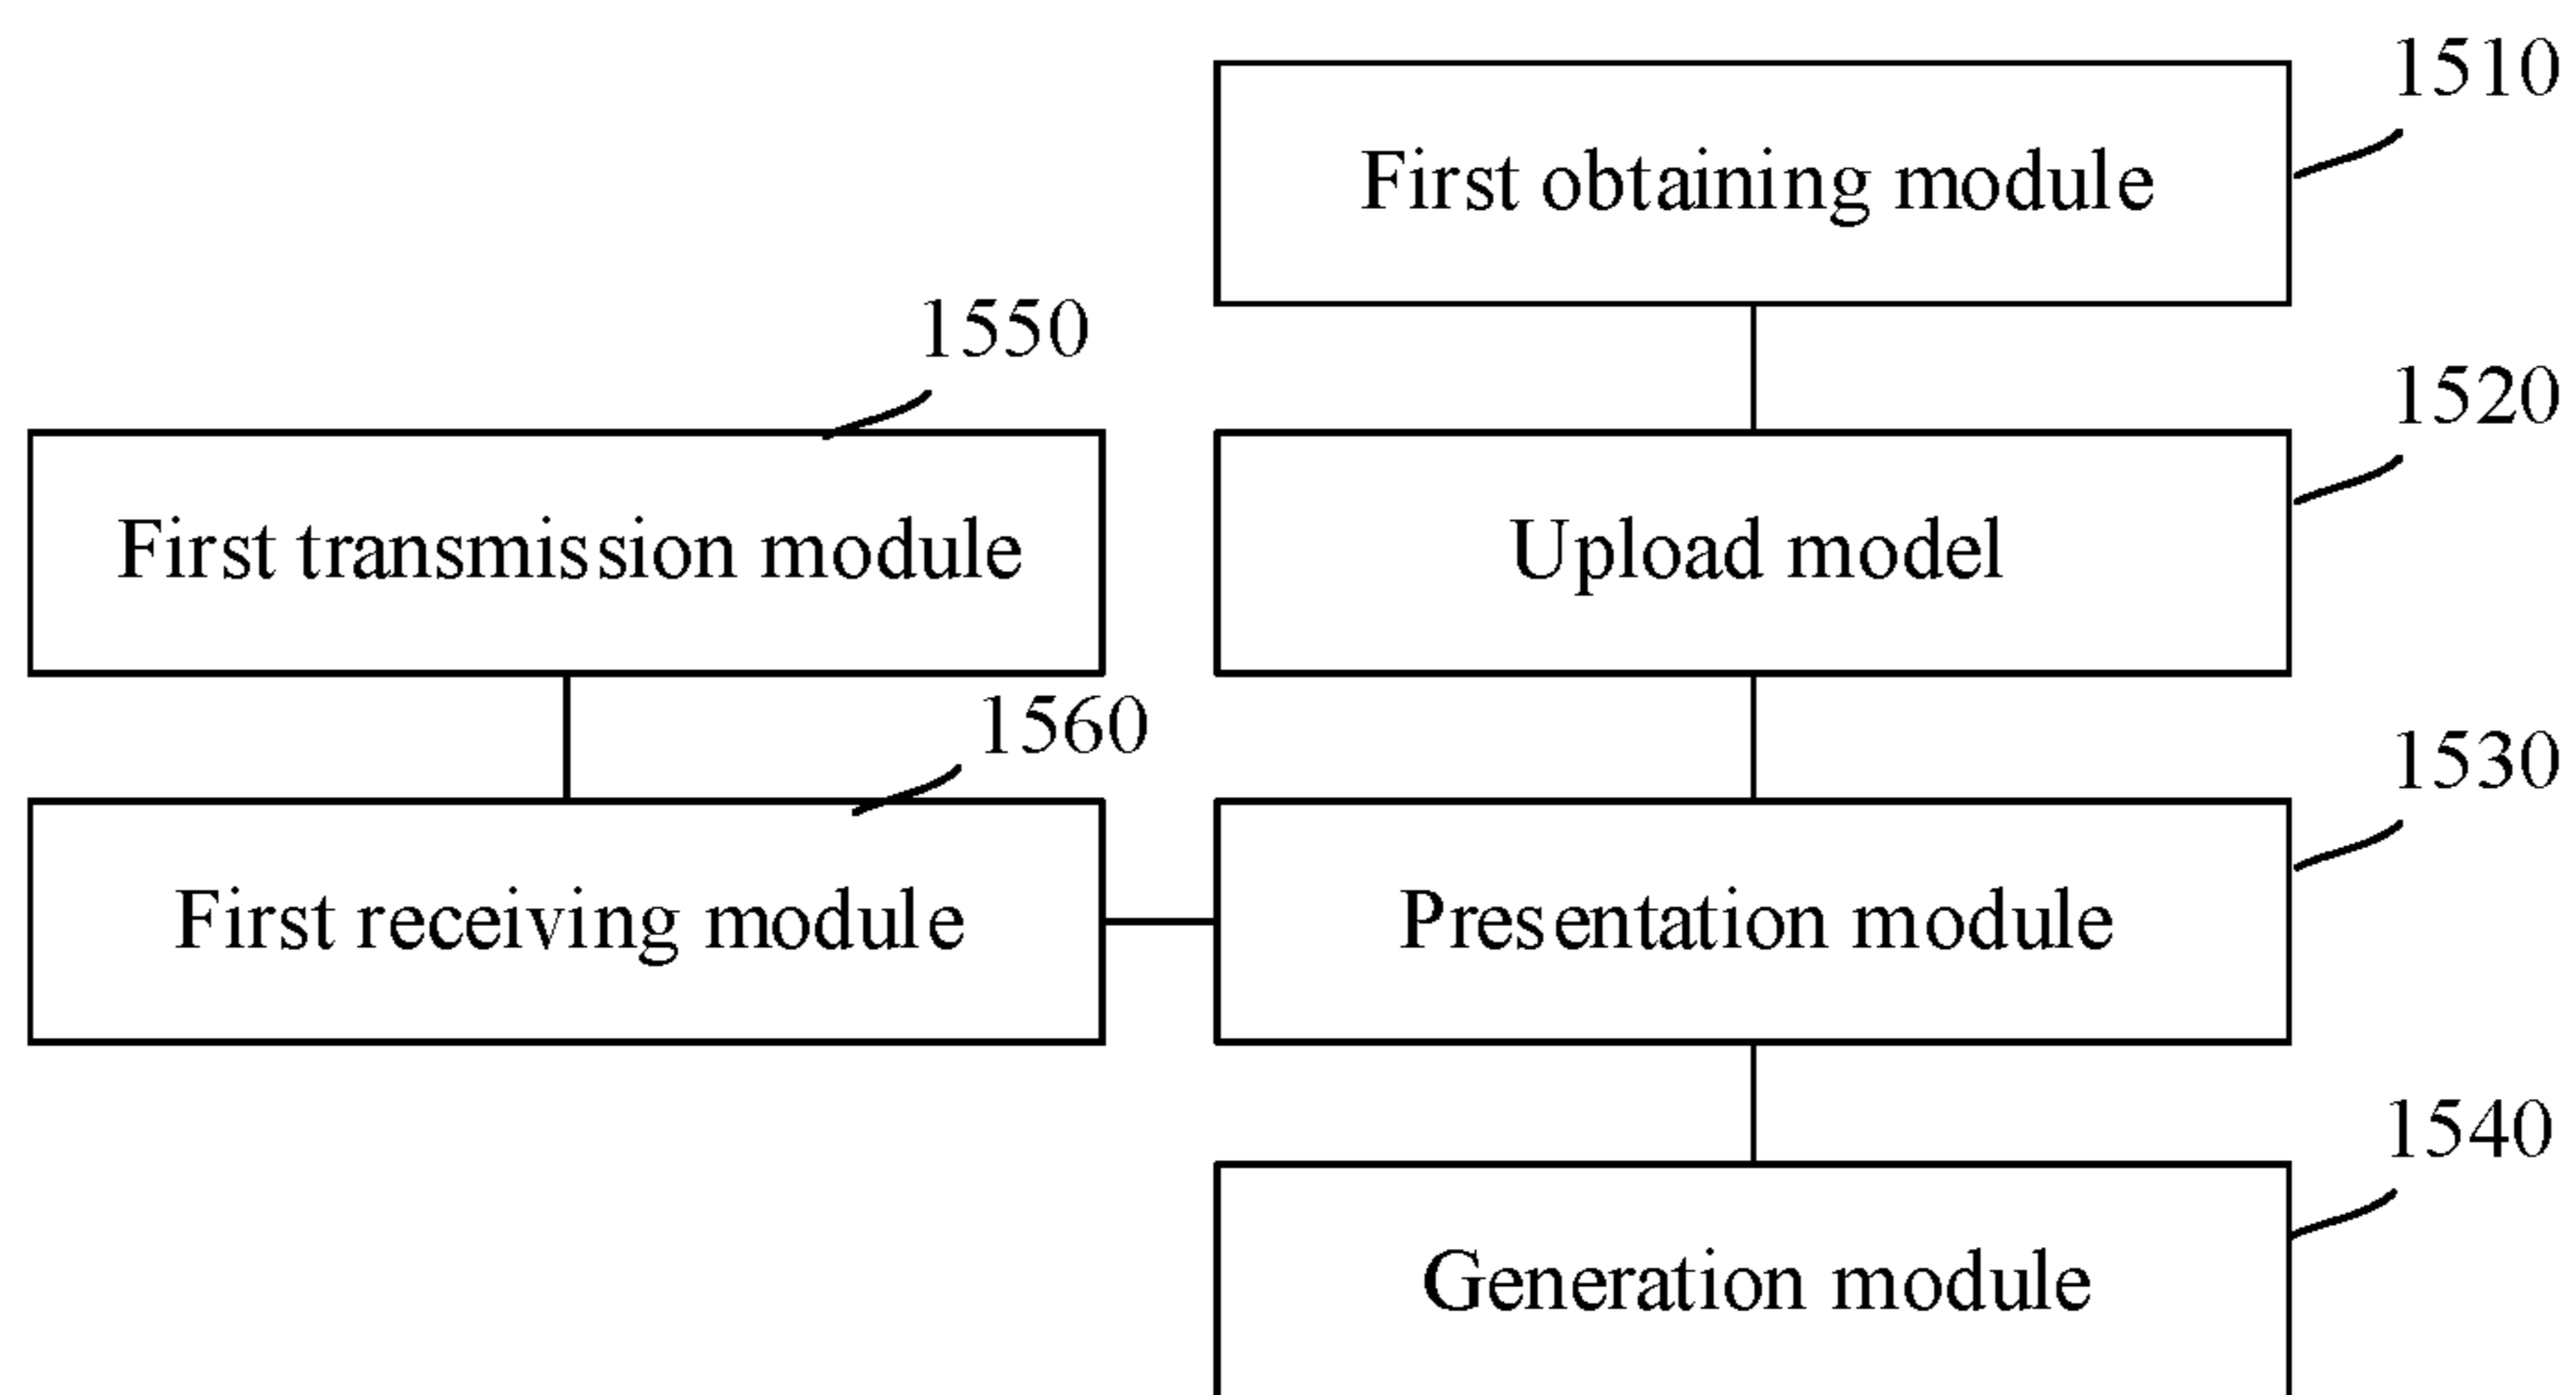 1510
First obtaining module
1550
1520
First transmission module
Upload model
1560
1530
First receiving module
Presentation module
1540
Generation module